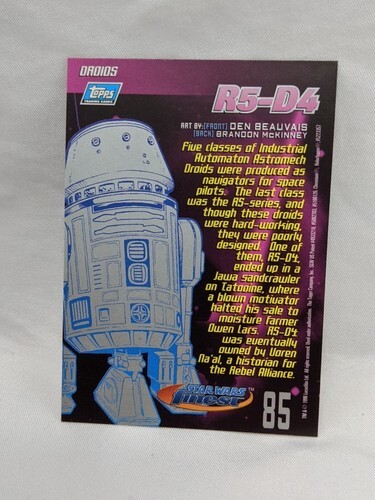 DROIDS
Topps
TRADING CARDS
R5-D4
ART BY: [FRONT] DEN BEAUVAIS
[BACK] BRANDON McKINNEY
Five classes of Industrial
Automaton Astromech
Droids were produced as
navigators for space
pilots. The last class
was the R5-series, and
though these droids
were hard-working,
they were poorly
designed. One of
them, R5-D4,
ended up in a
Jawa sandcrawler
on Tatooine, where
a blown motivator
halted his sale to
moisture farmer
Owen Lars. R5-D4
was eventually
owned by Voren
Na'al, a historian for
the Rebel Alliance.
STAR WARS
finest
TM
85